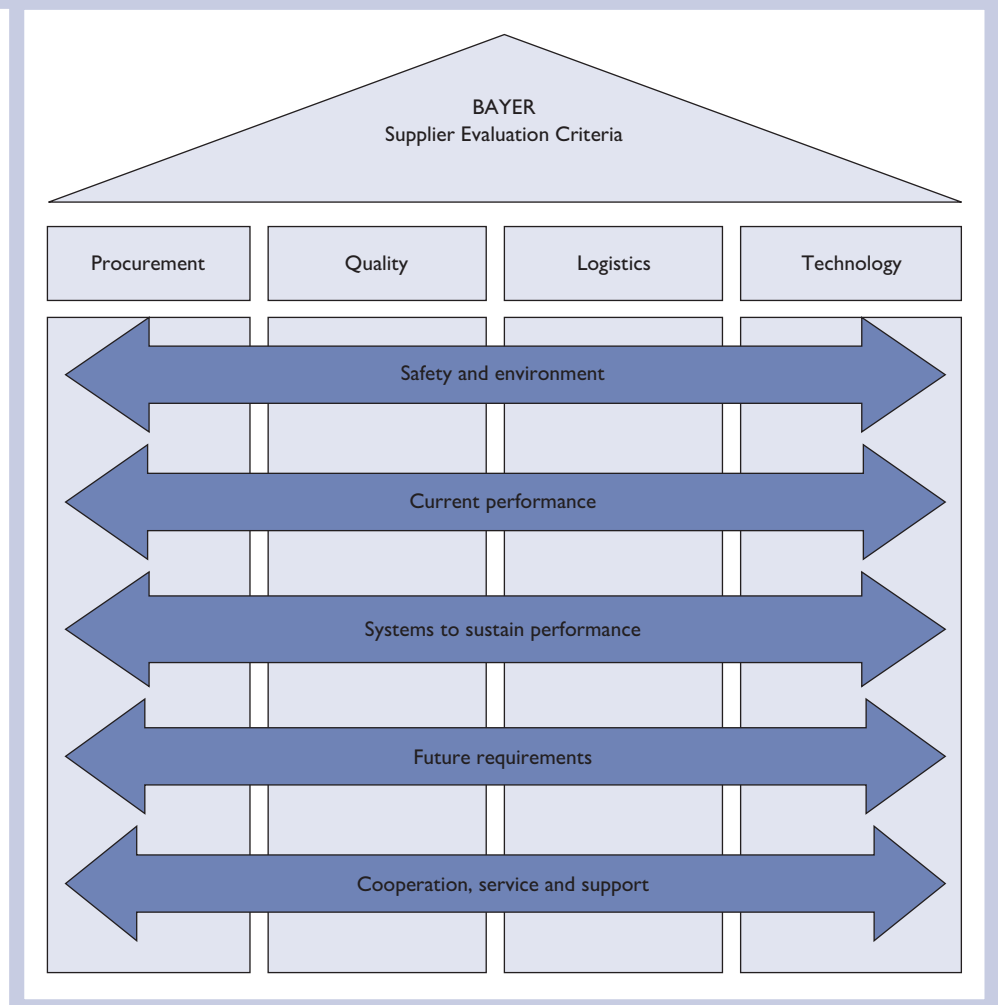 BAYER
Supplier Evaluation Criteria
Procurement
Quality
Logistics
Technology
Safety and environment
Current performance
Systems to sustain performance
Future requirements
Cooperation, service and support